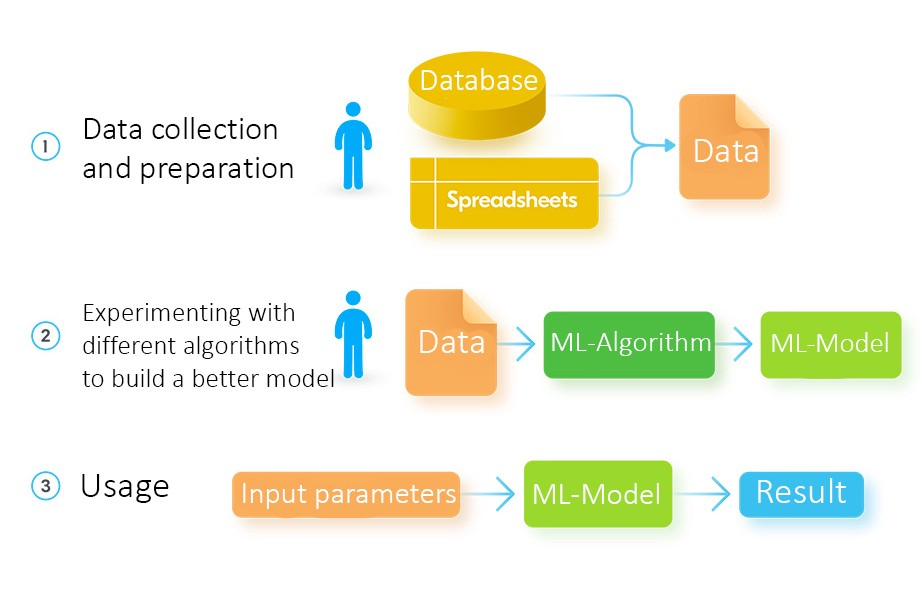 1
Data collection
and preparation
Database
Spreadsheets
Data
2
Experimenting with
different algorithms
to build a better model
Data
ML-Algorithm
ML-Model
3
Usage
Input parameters
ML-Model
Result